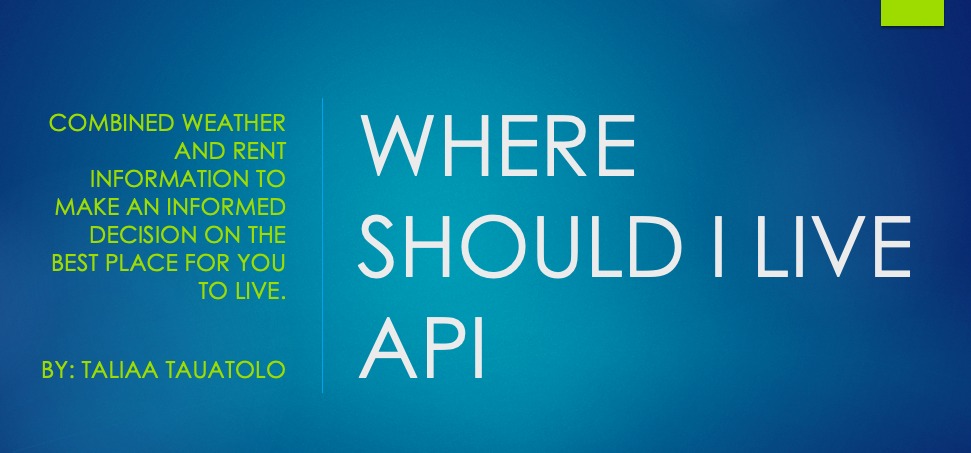 COMBINED WEATHER
AND RENT
INFORMATION TO
MAKE AN INFORMED
DECISION ON THE
BEST PLACE FOR YOU
TO LIVE.
BY: TALIAA TAUATOLO
WHERE
SHOULD I LIVE
API